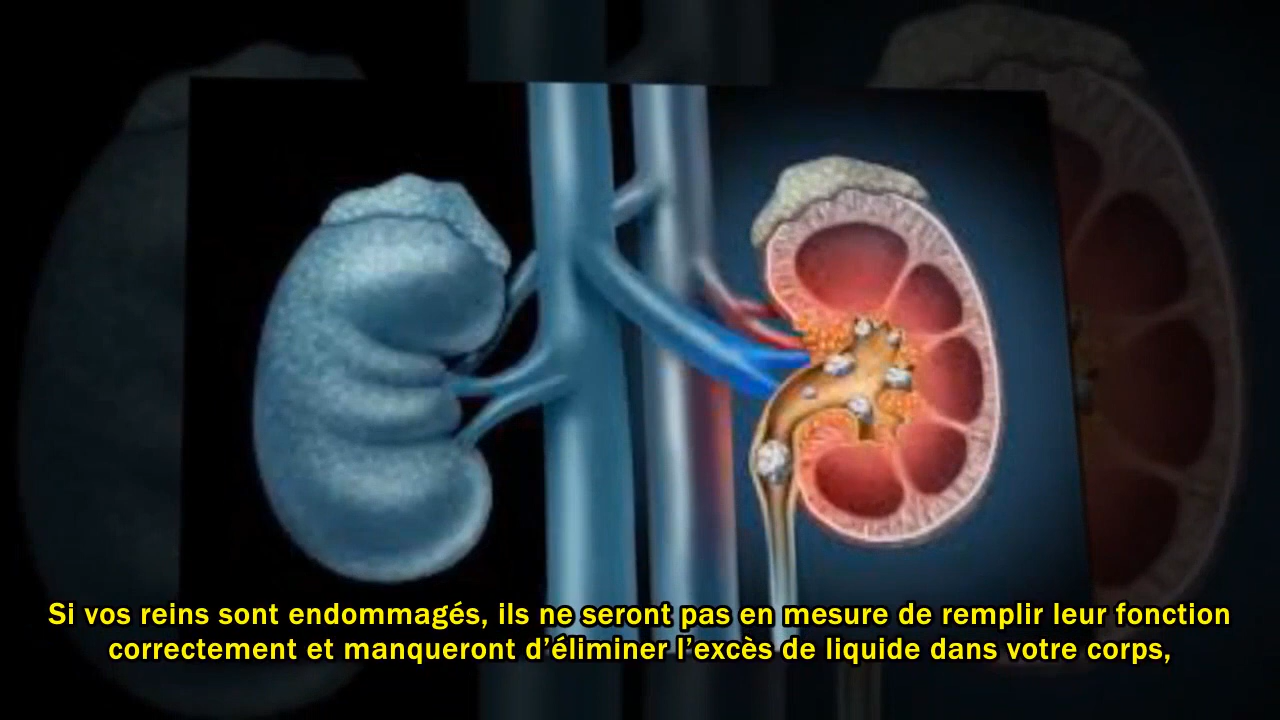 Si vos reins sont endommagés, ils ne seront pas en mesure de remplir leur fonction
correctement et manqueront d’éliminer l’excès de liquide dans votre corps,